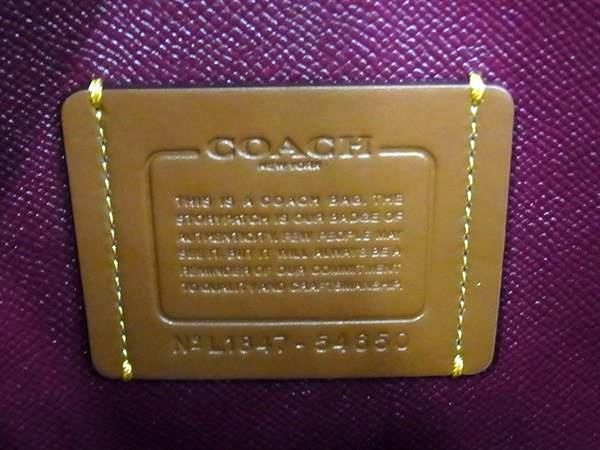 COACH
NEW YORK
THIS IS A COACH BAG. THE
STORYPATCH IS OUR BADGE OF
AUTHENTICITY. FEW PEOPLE MAY
SEE IT, BUT IT WILL ALWAYS BE A
REMINDER OF OUR COMMITMENT
TO QUALITY AND CRAFTSMANSHIP.
No L1347-54650